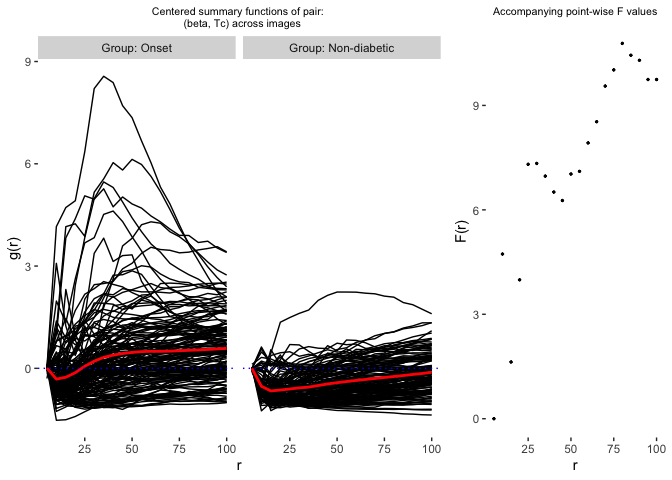 Centered summary functions of pair:
(beta, Tc) across images
Accompanying point-wise F values
Group: Onset
Group: Non-diabetic
9
6
3
0
g(r)
25
50
75
100
25
50
75
100
r
9
6
3
0
F(r)
25
50
75
100
r